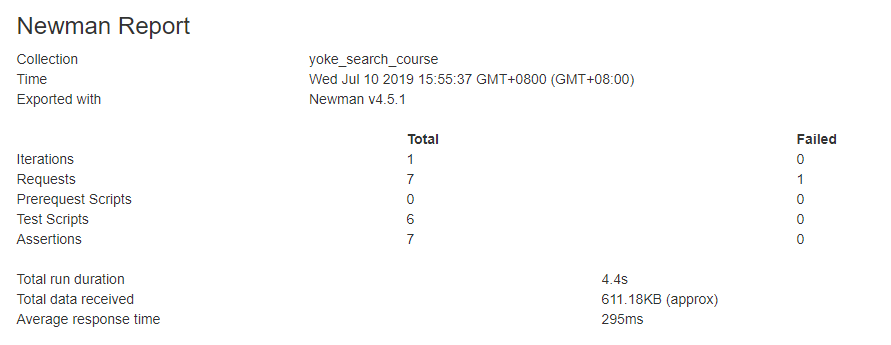 Newman Report
Collection yoke_search_course
Time Wed Jul 10 2019 15:55:37 GMT+0800 (GMT+08:00)
Exported with Newman v4.5.1
Total Failed
Iterations 1 0
Requests 7 1
Prerequest Scripts 0 0
Test Scripts 6 0
Assertions 7 0
Total run duration 4.4s
Total data received 611.18KB (approx)
Average response time 295ms